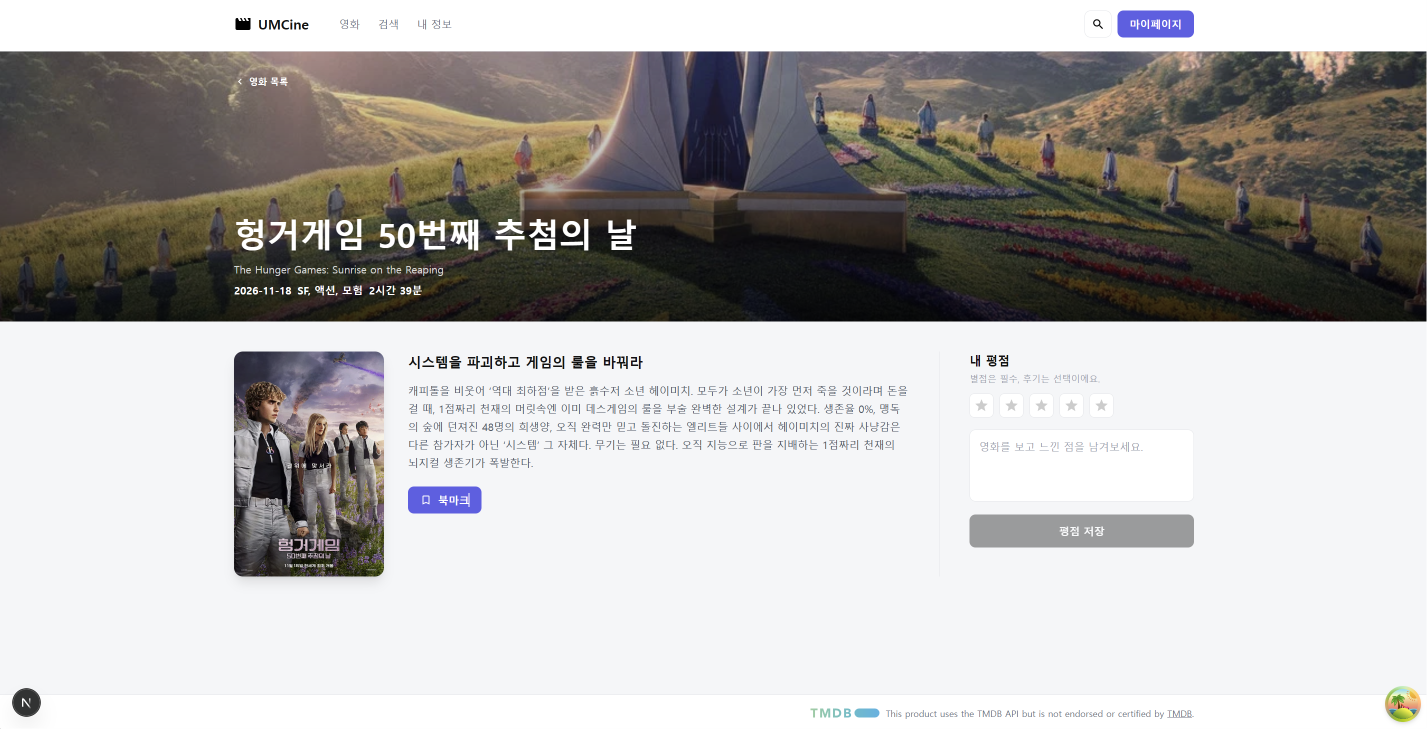 UMCine
영화
검색
내 정보
마이페이지
영화 목록
헝거게임 50번째 추첨의 날
The Hunger Games: Sunrise on the Reaping
2026-11-18 SF, 액션, 모험 2시간 39분
시스템을 파괴하고 게임의 룰을 바꿔라
캐피톨을 비웃어 '역대 최하점'을 받은 흙수저 소년 헤이미치. 모두가 소년이 가장 먼저 죽을 것이라며 돈을
걸 때, 1점짜리 천재의 머릿속엔 이미 데스게임의 룰을 부술 완벽한 설계가 끝나 있었다. 생존율 0%, 맹독
의 숲에 던져진 48명의 희생양, 오직 완력만 믿고 돌진하는 엘리트들 사이에서 헤이미치의 진짜 사냥감은
다른 참가자가 아닌 '시스템' 그 자체다. 무기는 필요 없다. 오직 지능으로 판을 지배하는 1점짜리 천재의
뇌지컬 생존기가 폭발한다.
북마크
내 평점
별점은 필수, 후기는 선택이에요.
영화를 보고 느낀 점을 남겨보세요.
평점 저장
헝거게임
50번째 추첨의 날
N
TMDB
This product uses the TMDB API but is not endorsed or certified by TMDB.